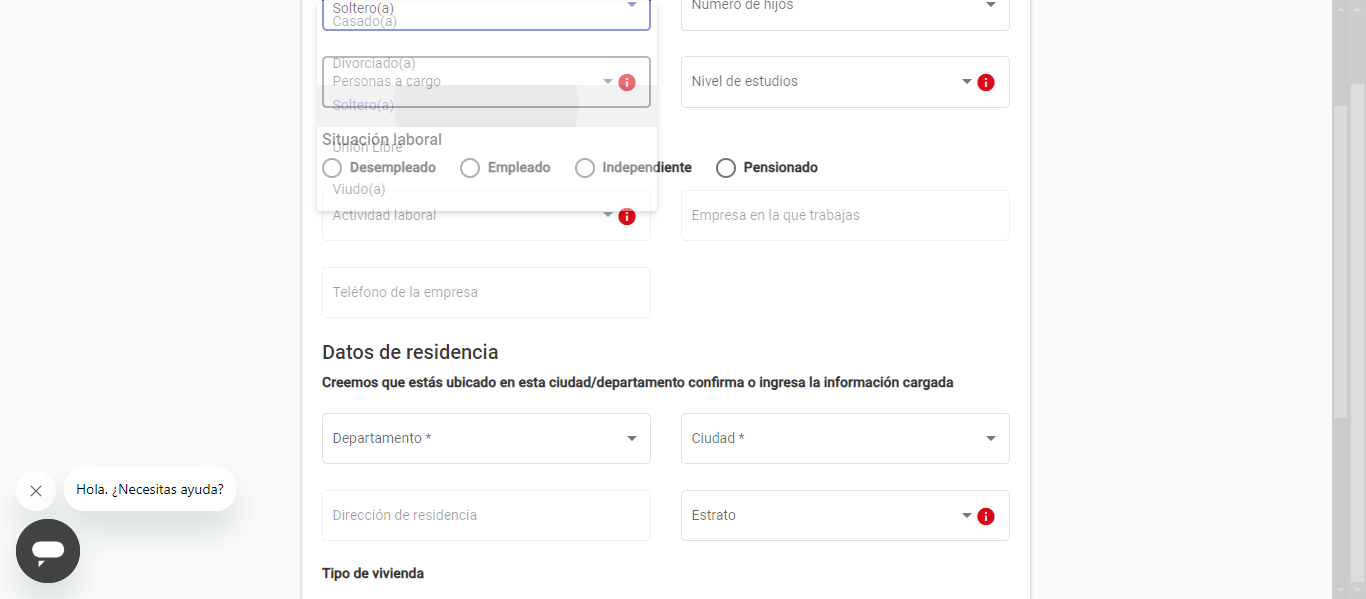 Soltero(a)
Número de hijos
Casado(a)
Divorciado(a)
Personas a cargo
Nivel de estudios
Soltero(a)
Situación laboral
Unión Libre
Desempleado
Empleado
Independiente
Pensionado
Viudo(a)
Actividad laboral
Empresa en la que trabajas
Teléfono de la empresa
Datos de residencia
Creemos que estás ubicado en esta ciudad/departamento confirma o ingresa la información cargada
Departamento *
Ciudad *
Hola. ¿Necesitas ayuda?
Dirección de residencia
Estrato
Tipo de vivienda